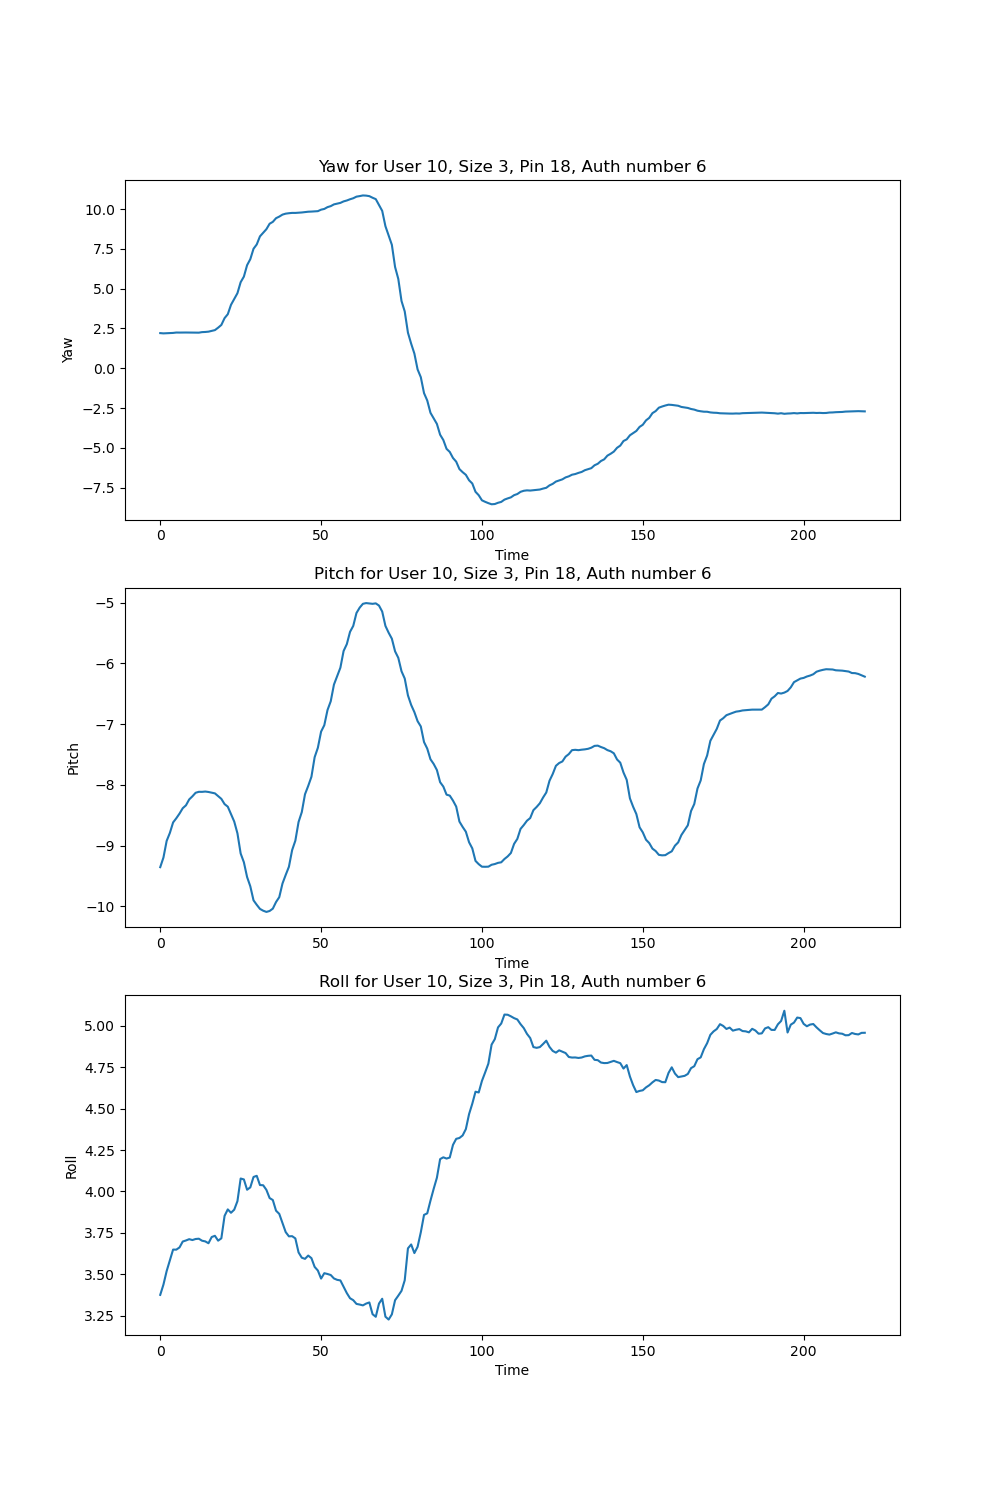 Yaw for User 10, Size 3, Pin 18, Auth number 6
10.0
7.5
5.0
2.5
0.0
−2.5
−5.0
−7.5
Yaw
0 50 100 150 200
Time
Pitch for User 10, Size 3, Pin 18, Auth number 6
−5
−6
−7
−8
−9
−10
Pitch
0 50 100 150 200
Time
Roll for User 10, Size 3, Pin 18, Auth number 6
5.00
4.75
4.50
4.25
4.00
3.75
3.50
3.25
Roll
0 50 100 150 200
Time